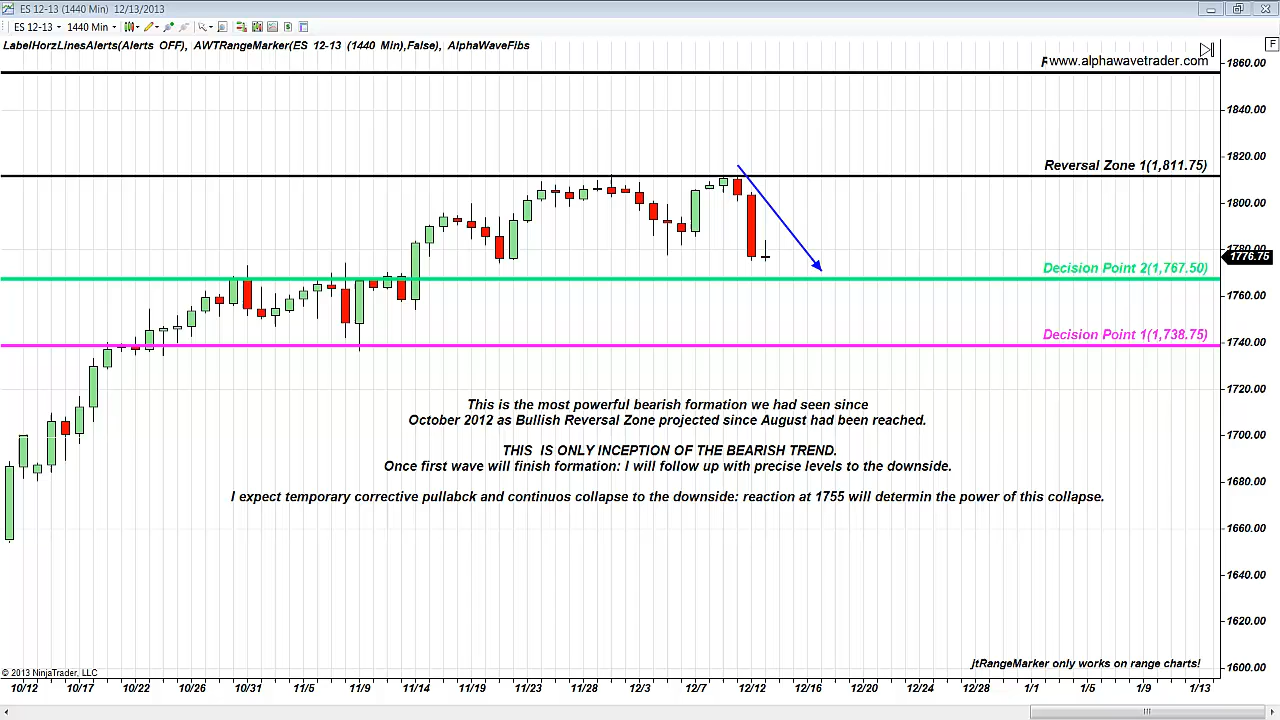 ES 12-13 (1440 Min) 12/13/2013
ES 12-13 1440 Min
LabelHorzLinesAlerts(Alerts OFF), AWTRangeMarker(ES 12-13 (1440 Min),False), AlphaWaveFibs
F
www.alphawavetrader.com
1860.00
1840.00
1820.00
Reversal Zone 1(1,811.75)
1800.00
1780.00
1776.75
Decision Point 2(1,767.50)
1760.00
Decision Point 1(1,738.75)
1740.00
1720.00
This is the most powerful bearish formation we had seen since
October 2012 as Bullish Reversal Zone projected since August had been reached.
1700.00
THIS IS ONLY INCEPTION OF THE BEARISH TREND.
Once first wave will finish formation: I will follow up with precise levels to the downside.
1680.00
I expect temporary corrective pullabck and continuos collapse to the downside: reaction at 1755 will determin the power of this collapse.
1660.00
1640.00
1620.00
1600.00
jtRangeMarker only works on range charts!
© 2013 NinjaTrader, LLC
10/12 10/17 10/22 10/26 10/31 11/5 11/9 11/14 11/19 11/23 11/28 12/3 12/7 12/12 12/16 12/20 12/24 12/28 1/1 1/5 1/9 1/13